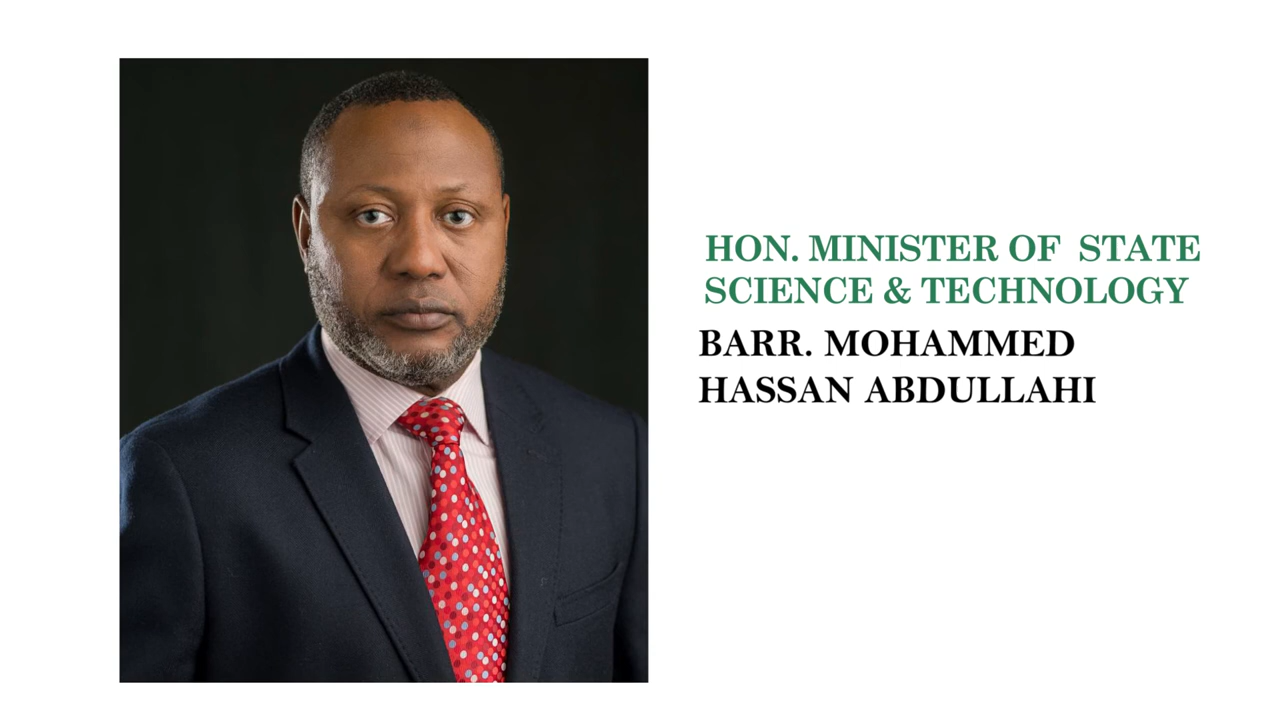 HON. MINISTER OF STATE
SCIENCE & TECHNOLOGY
BARR. MOHAMMED
HASSAN ABDULLAHI